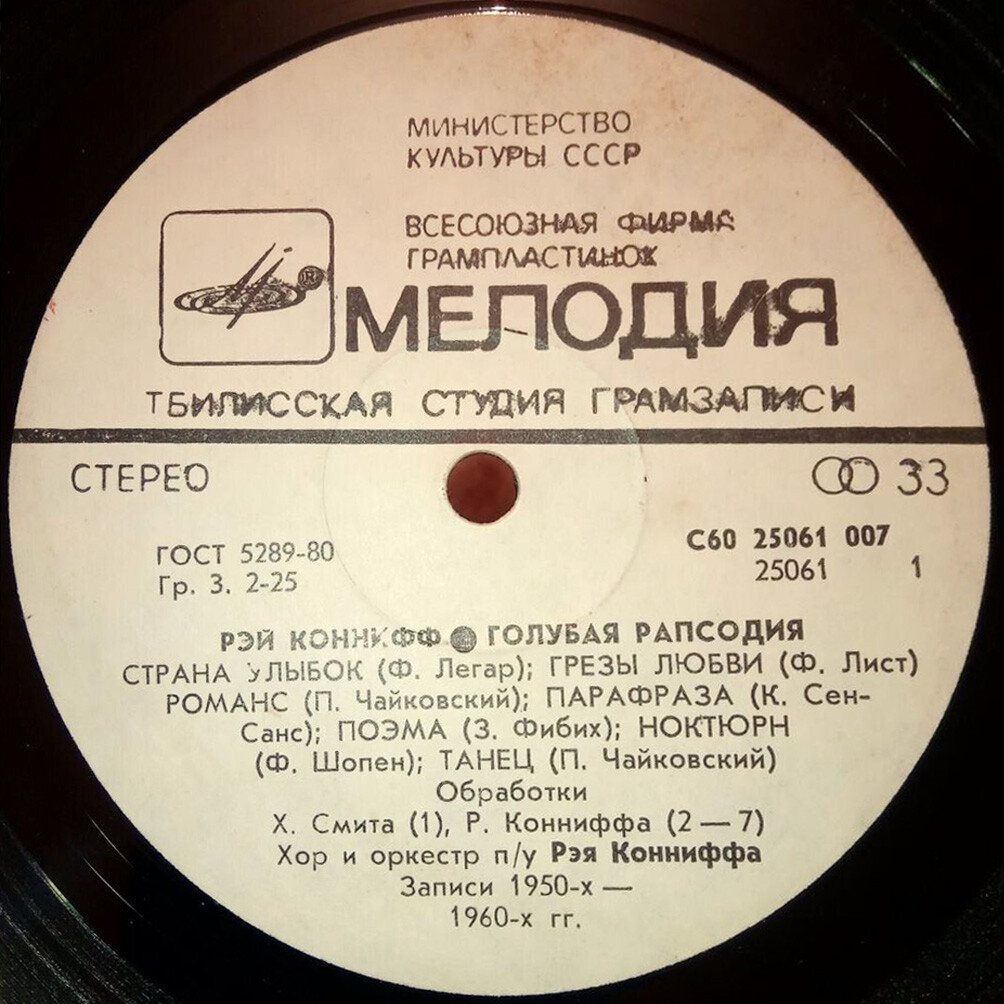 МИНИСТЕРСТВО
КУЛЬТУРЫ СССР
ВСЕСОЮЗНАЯ ФИРМА
ГРАМПЛАСТИНОК
®
МЕЛОДИЯ
ТБИЛИССКАЯ СТУДИЯ ГРАМЗАПИСИ
СТЕРЕО
33
ГОСТ 5289-80
Гр. 3. 2-25
С60 25061 007
25061 1
РЭЙ КОННИФФ ● ГОЛУБАЯ РАПСОДИЯ
СТРАНА УЛЫБОК (Ф. Легар); ГРЕЗЫ ЛЮБВИ (Ф. Лист)
РОМАНС (П. Чайковский); ПАРАФРАЗА (К. Сен-
Санс); ПОЭМА (З. Фибих); НОКТЮРН
(Ф. Шопен); ТАНЕЦ (П. Чайковский)
Обработки
Х. Смита (1), Р. Конниффа (2 — 7)
Хор и оркестр п/у Рэя Конниффа
Записи 1950-х —
1960-х гг.